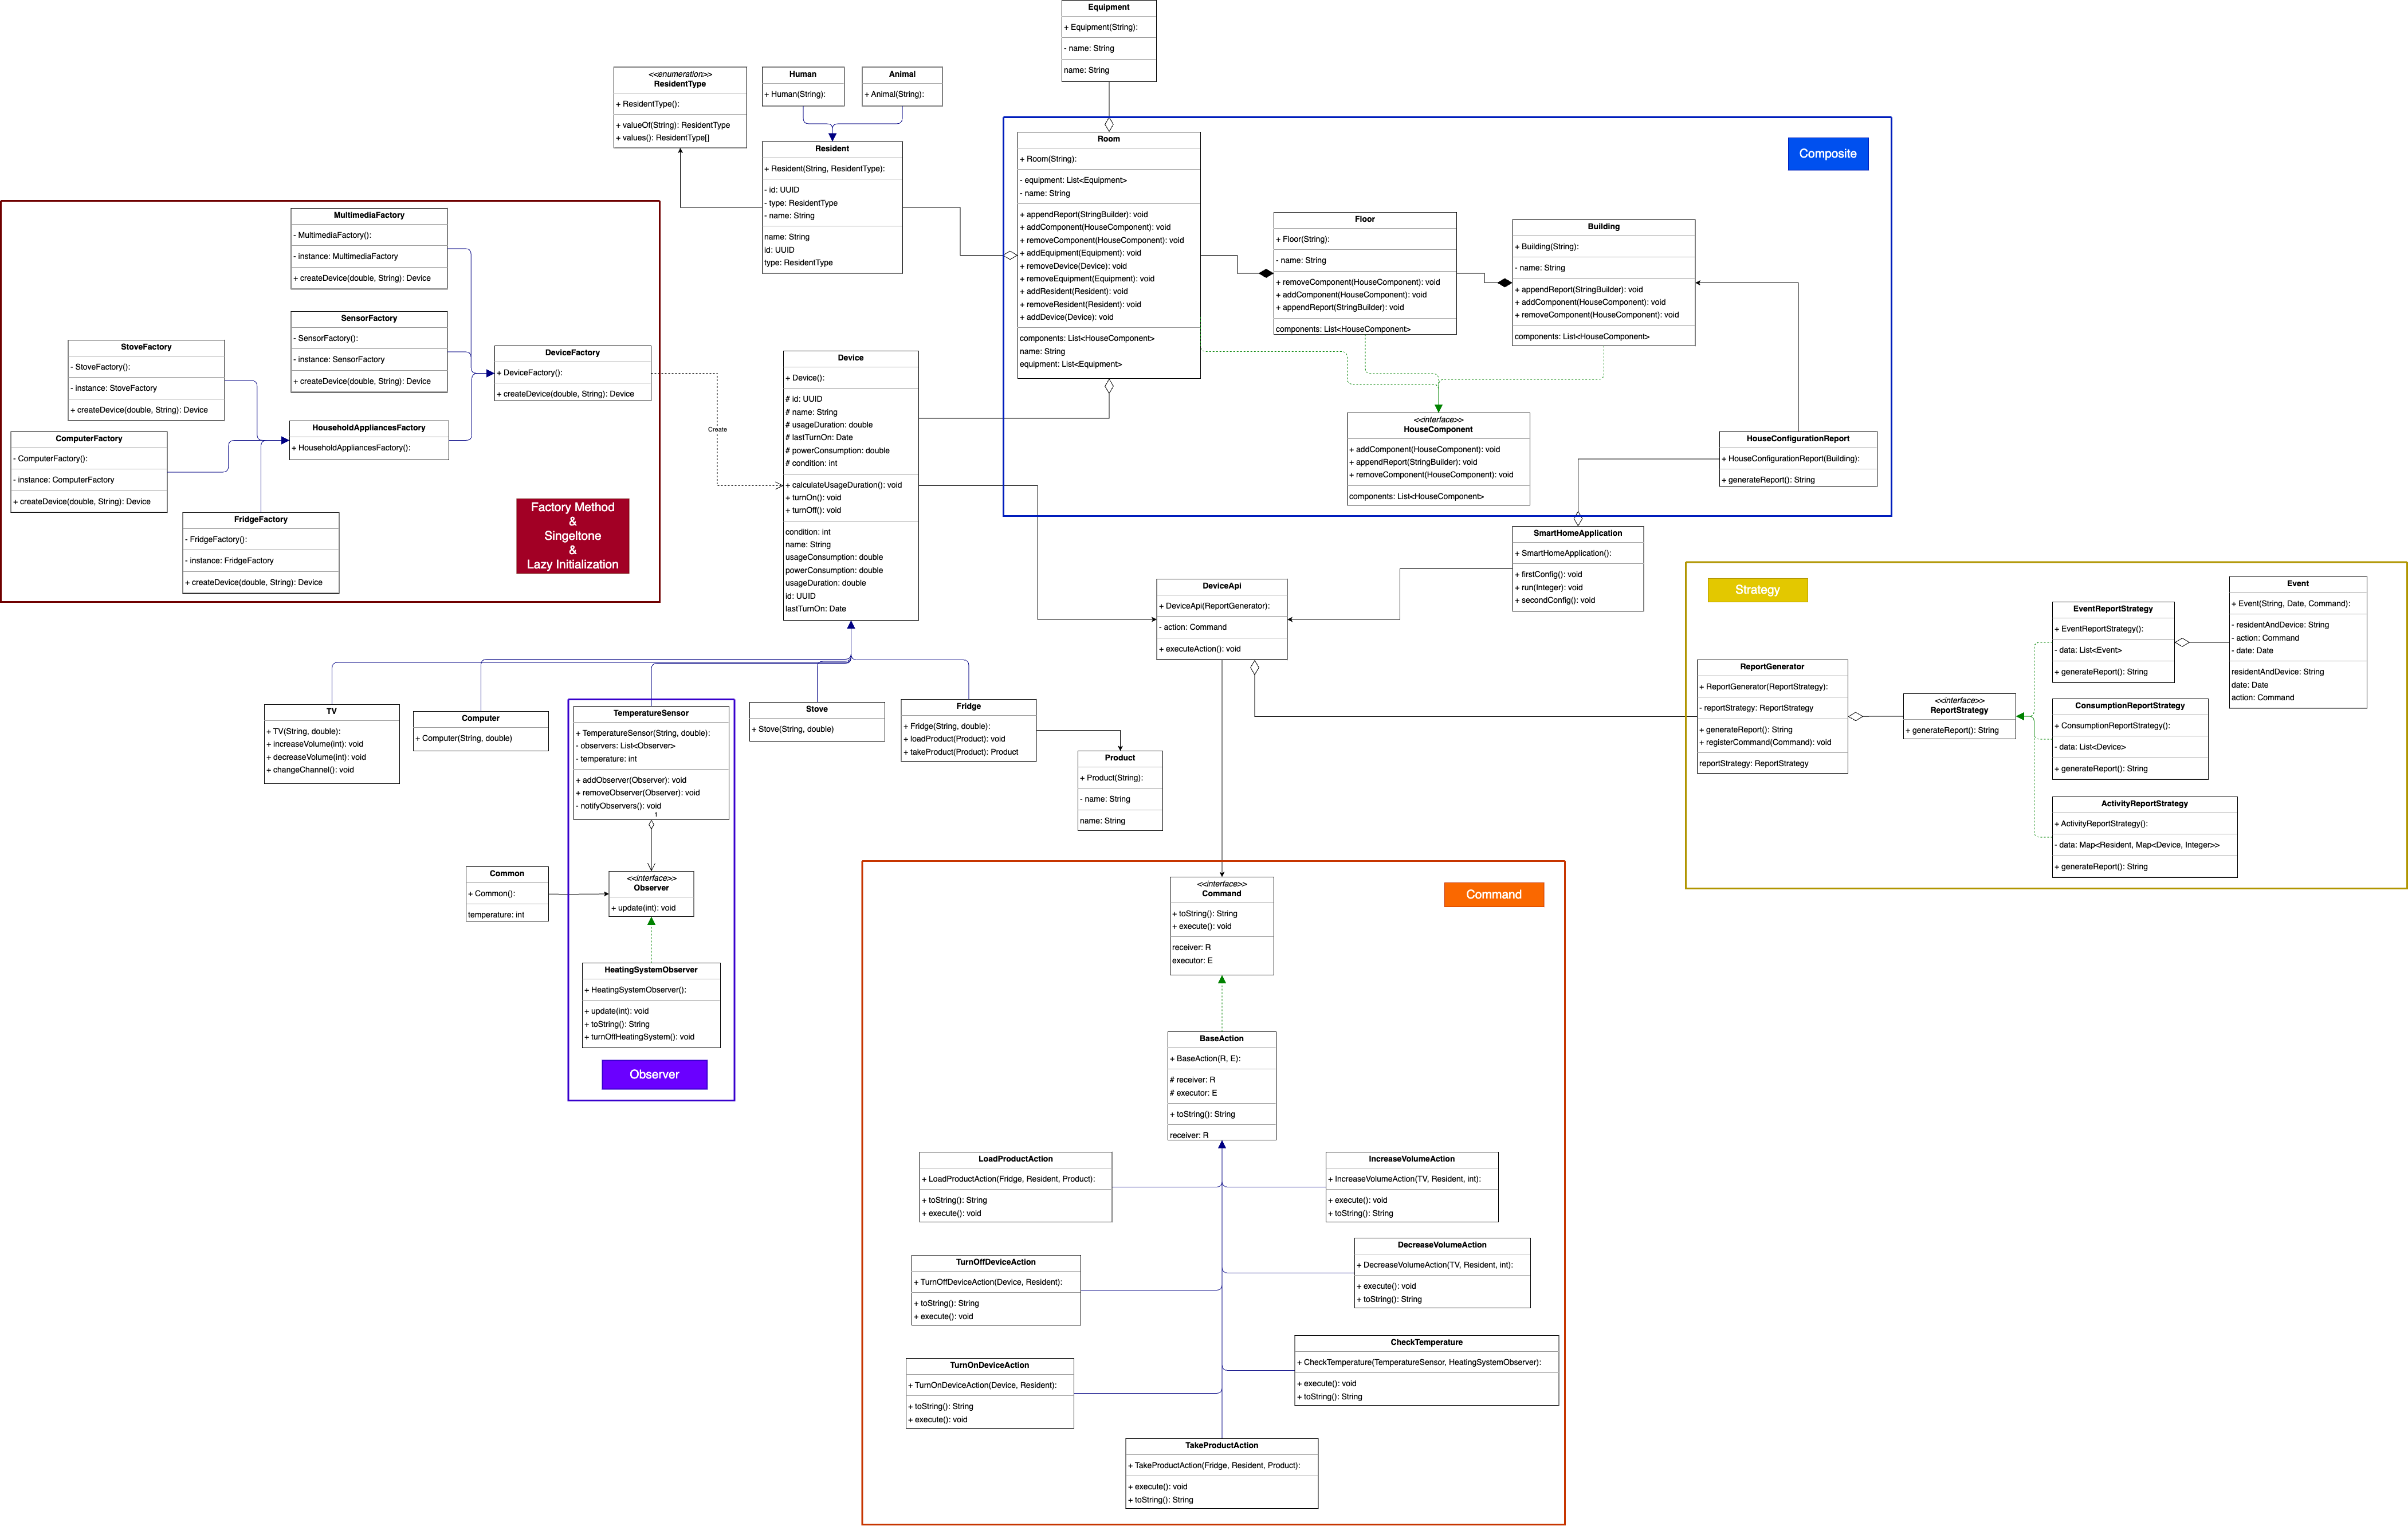 Equipment
+ Equipment(String):
- name: String
name: String
<<enumeration>>
ResidentType
+ ResidentType():
+ valueOf(String): ResidentType
+ values(): ResidentType[]
Human
+ Human(String):
Animal
+ Animal(String):
Resident
+ Resident(String, ResidentType):
- id: UUID
- type: ResidentType
- name: String
name: String
id: UUID
type: ResidentType
Composite
Room
+ Room(String):
- equipment: List<Equipment>
- name: String
+ appendReport(StringBuilder): void
+ addComponent(HouseComponent): void
+ removeComponent(HouseComponent): void
+ addEquipment(Equipment): void
+ removeDevice(Device): void
+ removeEquipment(Equipment): void
+ addResident(Resident): void
+ removeResident(Resident): void
+ addDevice(Device): void
components: List<HouseComponent>
name: String
equipment: List<Equipment>
Floor
+ Floor(String):
- name: String
+ removeComponent(HouseComponent): void
+ addComponent(HouseComponent): void
+ appendReport(StringBuilder): void
components: List<HouseComponent>
Building
+ Building(String):
- name: String
+ appendReport(StringBuilder): void
+ addComponent(HouseComponent): void
+ removeComponent(HouseComponent): void
components: List<HouseComponent>
<<interface>>
HouseComponent
+ addComponent(HouseComponent): void
+ appendReport(StringBuilder): void
+ removeComponent(HouseComponent): void
components: List<HouseComponent>
HouseConfigurationReport
+ HouseConfigurationReport(Building):
+ generateReport(): String
MultimediaFactory
- MultimediaFactory():
- instance: MultimediaFactory
+ createDevice(double, String): Device
SensorFactory
- SensorFactory():
- instance: SensorFactory
+ createDevice(double, String): Device
StoveFactory
- StoveFactory():
- instance: StoveFactory
+ createDevice(double, String): Device
DeviceFactory
+ DeviceFactory():
+ createDevice(double, String): Device
HouseholdAppliancesFactory
+ HouseholdAppliancesFactory():
ComputerFactory
- ComputerFactory():
- instance: ComputerFactory
+ createDevice(double, String): Device
FridgeFactory
- FridgeFactory():
- instance: FridgeFactory
+ createDevice(double, String): Device
Factory Method
&
Singeltone
&
Lazy Initialization
Create
Device
+ Device():
# id: UUID
# name: String
# usageDuration: double
# lastTurnOn: Date
# powerConsumption: double
# condition: int
+ calculateUsageDuration(): void
+ turnOn(): void
+ turnOff(): void
condition: int
name: String
usageConsumption: double
powerConsumption: double
usageDuration: double
id: UUID
lastTurnOn: Date
SmartHomeApplication
+ SmartHomeApplication():
+ firstConfig(): void
+ run(Integer): void
+ secondConfig(): void
DeviceApi
+ DeviceApi(ReportGenerator):
- action: Command
+ executeAction(): void
Strategy
Event
+ Event(String, Date, Command):
- residentAndDevice: String
- action: Command
- date: Date
residentAndDevice: String
date: Date
action: Command
EventReportStrategy
+ EventReportStrategy():
- data: List<Event>
+ generateReport(): String
ReportGenerator
+ ReportGenerator(ReportStrategy):
- reportStrategy: ReportStrategy
+ generateReport(): String
+ registerCommand(Command): void
reportStrategy: ReportStrategy
<<interface>>
ReportStrategy
+ generateReport(): String
ConsumptionReportStrategy
+ ConsumptionReportStrategy():
- data: List<Device>
+ generateReport(): String
ActivityReportStrategy
+ ActivityReportStrategy():
- data: Map<Resident, Map<Device, Integer>>
+ generateReport(): String
TV
+ TV(String, double):
+ increaseVolume(int): void
+ decreaseVolume(int): void
+ changeChannel(): void
Computer
+ Computer(String, double)
TemperatureSensor
+ TemperatureSensor(String, double):
- observers: List<Observer>
- temperature: int
+ addObserver(Observer): void
+ removeObserver(Observer): void
- notifyObservers(): void
1
Stove
+ Stove(String, double)
Fridge
+ Fridge(String, double):
+ loadProduct(Product): void
+ takeProduct(Product): Product
Product
+ Product(String):
- name: String
name: String
Common
+ Common():
temperature: int
<<interface>>
Observer
+ update(int): void
HeatingSystemObserver
+ HeatingSystemObserver():
+ update(int): void
+ toString(): String
+ turnOffHeatingSystem(): void
Observer
Command
<<interface>>
Command
+ toString(): String
+ execute(): void
receiver: R
executor: E
BaseAction
+ BaseAction(R, E):
# receiver: R
# executor: E
+ toString(): String
receiver: R
LoadProductAction
+ LoadProductAction(Fridge, Resident, Product):
+ toString(): String
+ execute(): void
IncreaseVolumeAction
+ IncreaseVolumeAction(TV, Resident, int):
+ execute(): void
+ toString(): String
TurnOffDeviceAction
+ TurnOffDeviceAction(Device, Resident):
+ toString(): String
+ execute(): void
DecreaseVolumeAction
+ DecreaseVolumeAction(TV, Resident, int):
+ execute(): void
+ toString(): String
TurnOnDeviceAction
+ TurnOnDeviceAction(Device, Resident):
+ toString(): String
+ execute(): void
CheckTemperature
+ CheckTemperature(TemperatureSensor, HeatingSystemObserver):
+ execute(): void
+ toString(): String
TakeProductAction
+ TakeProductAction(Fridge, Resident, Product):
+ execute(): void
+ toString(): String